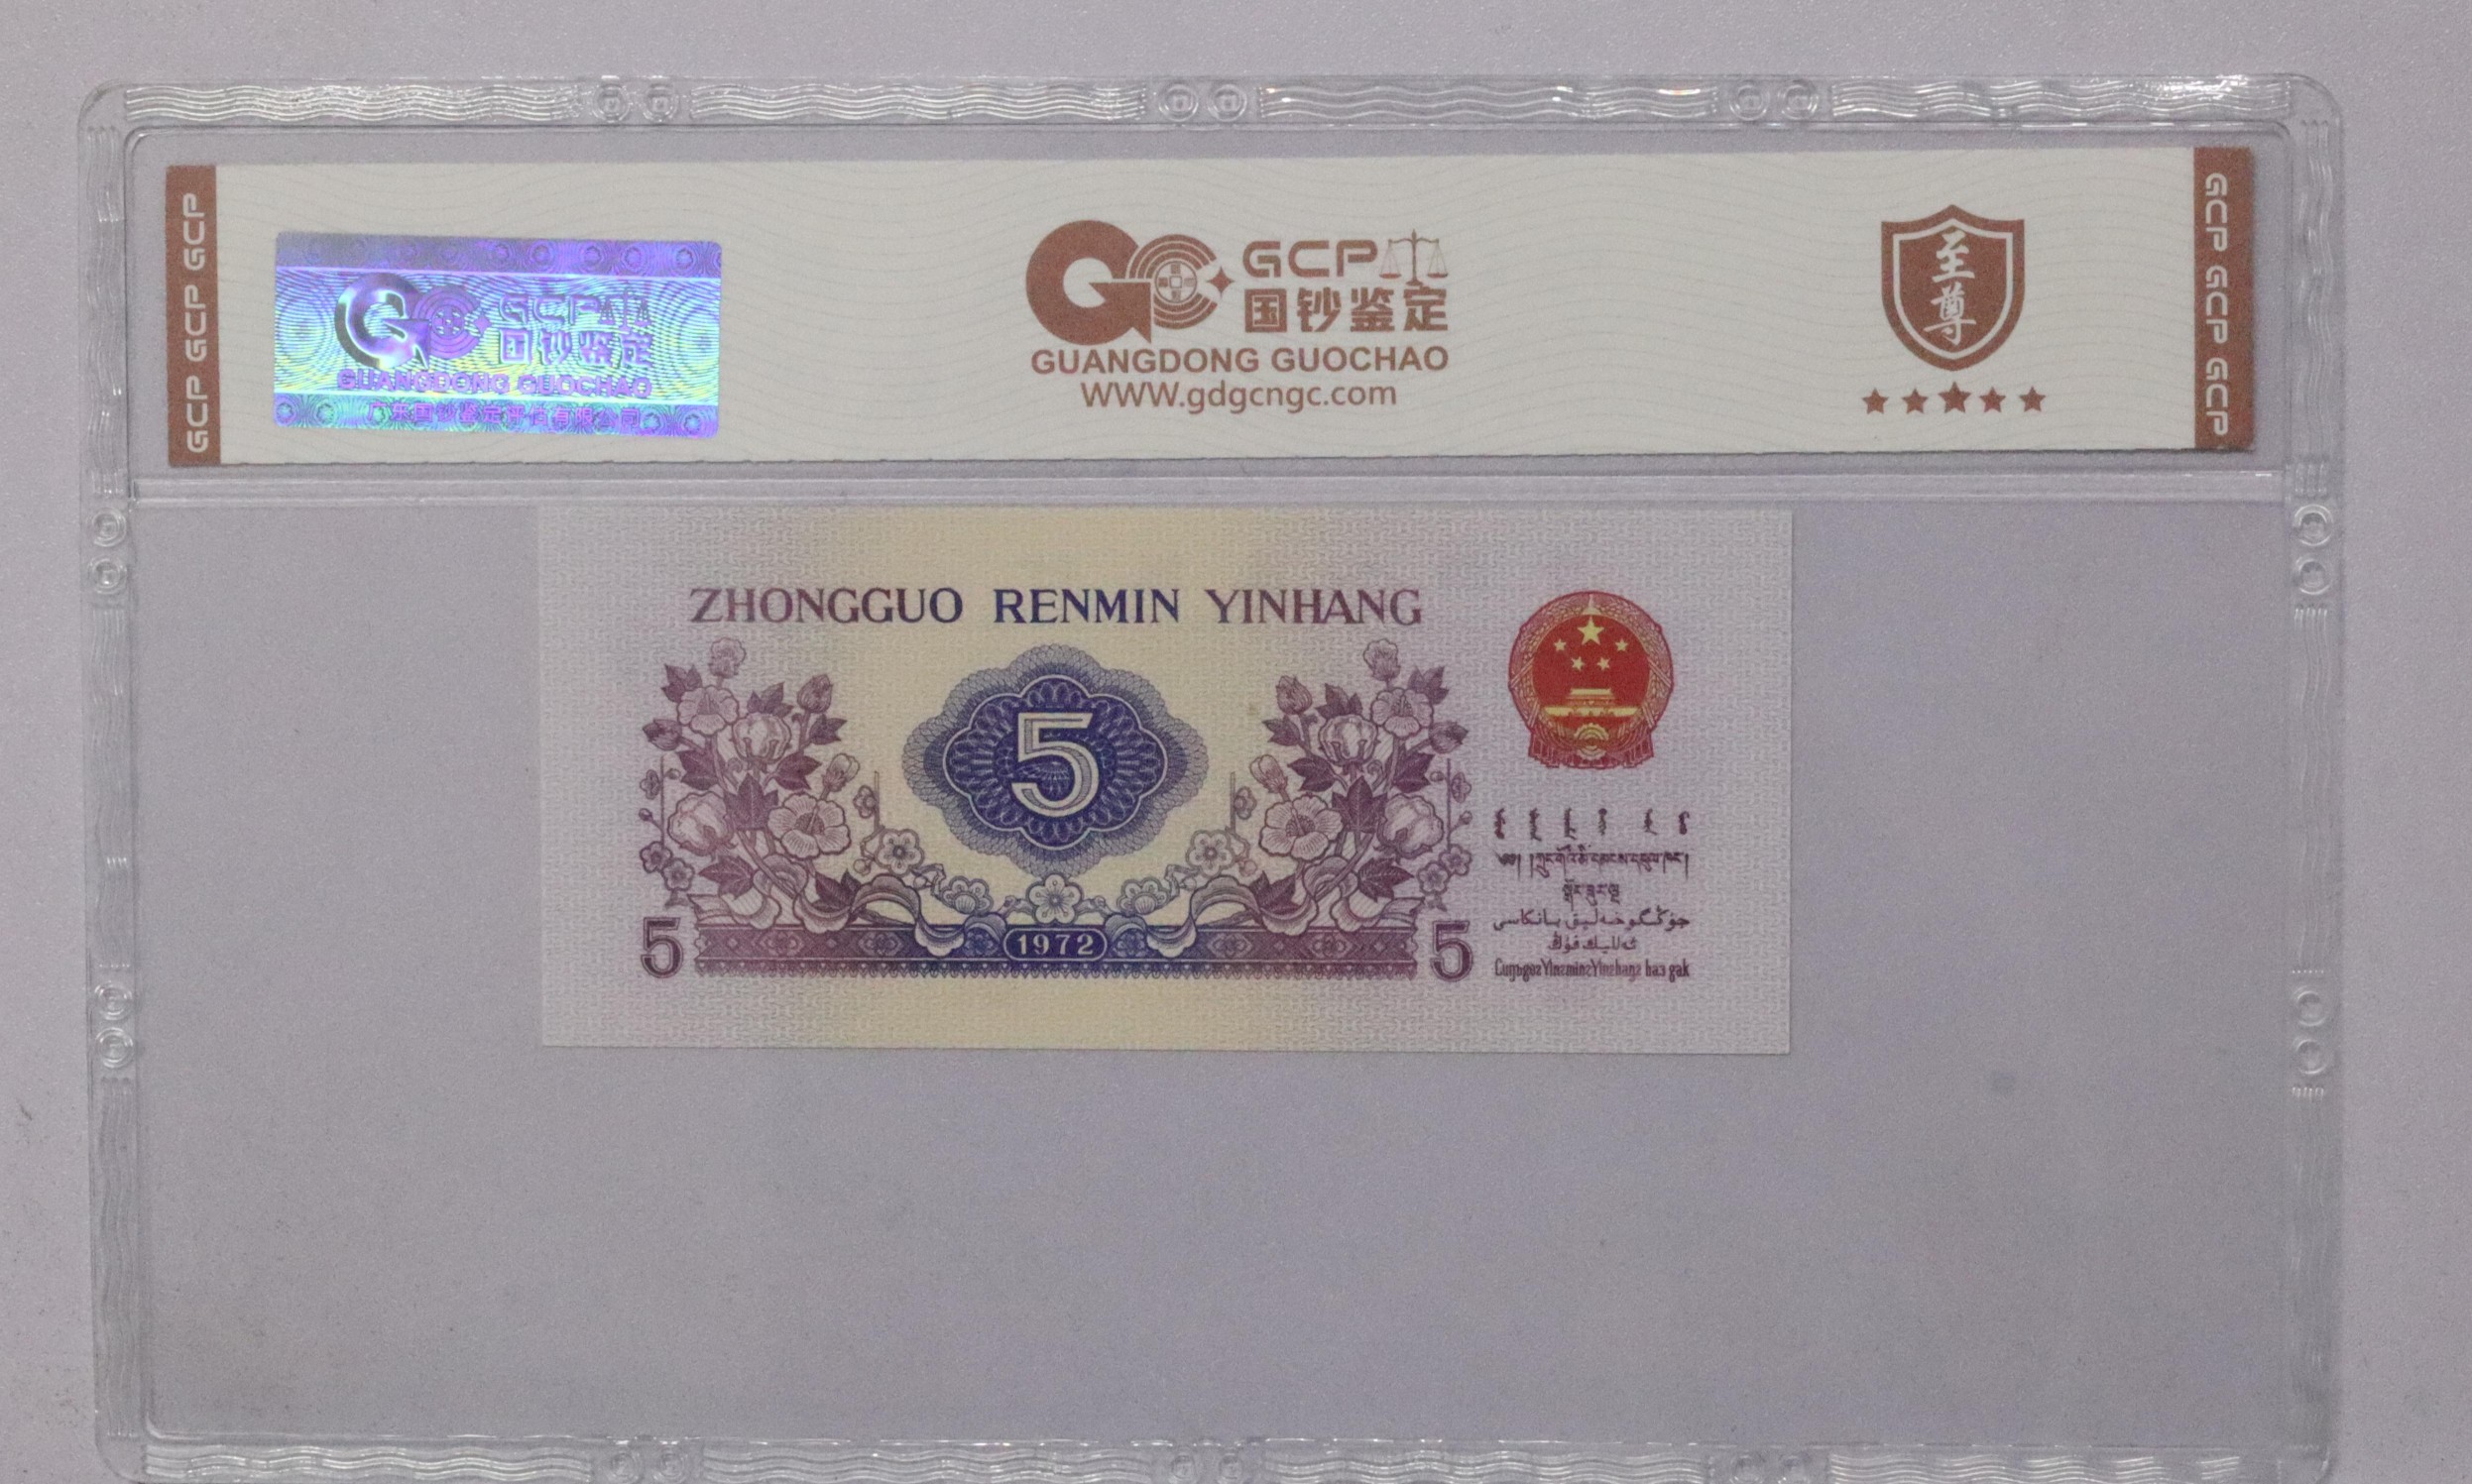 GCP GCP GCP
GCP
国钞鉴定
GUANGDONG GUOCHAO
广东国钞鉴定评估有限公司
GCP
国钞鉴定
GUANGDONG GUOCHAO
WWW.gdgcngc.com
至
尊
GCP GCP GCP
ZHONGGUO RENMIN YINHANG
5
1972
5
5